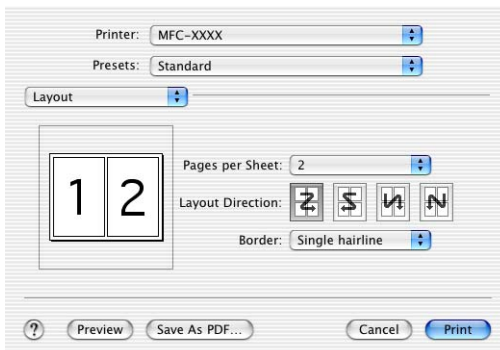 Printer: MFC-XXXX
Presets: Standard
Layout
1 2
Pages per Sheet: 2
Layout Direction:
Border: Single hairline
? Preview Save As PDF... Cancel Print